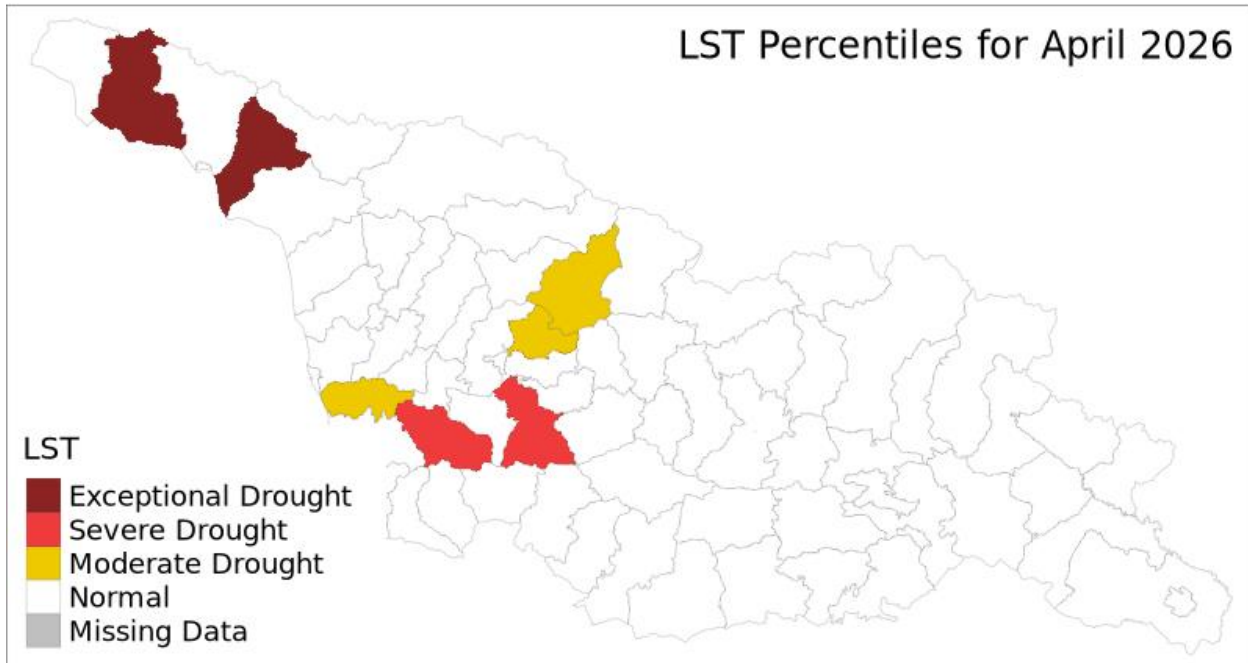 LST Percentiles for April 2026
LST
Exceptional Drought
Severe Drought
Moderate Drought
Normal
Missing Data